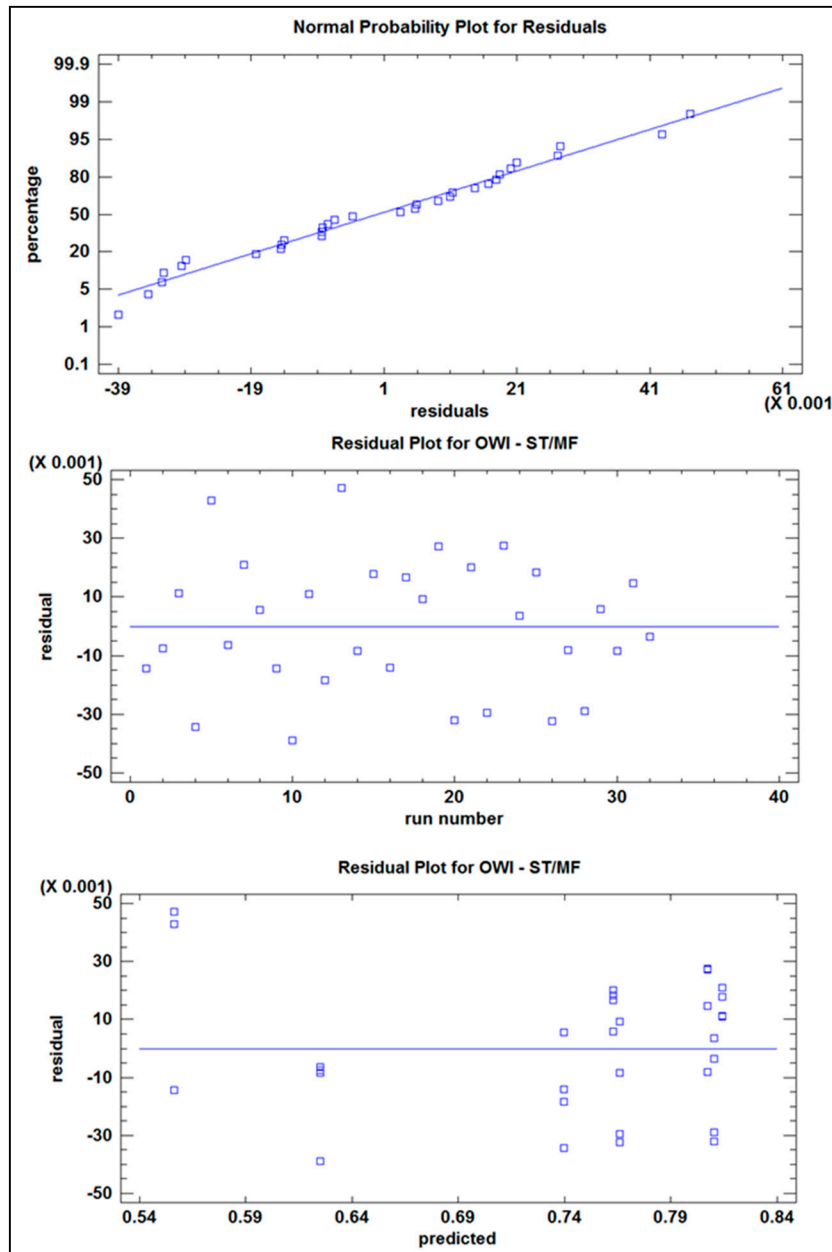 Normal Probability Plot for Residuals
99.9
99
95
80
50
20
5
1
0.1
percentage
-39 -19 1 21 41 61
(X 0.001
residuals
Residual Plot for OWI - ST/MF
(X 0.001)
50
30
10
-10
-30
-50
residual
0 10 20 30 40
run number
Residual Plot for OWI - ST/MF
(X 0.001)
50
30
10
-10
-30
-50
residual
0.54 0.59 0.64 0.69 0.74 0.79 0.84
predicted